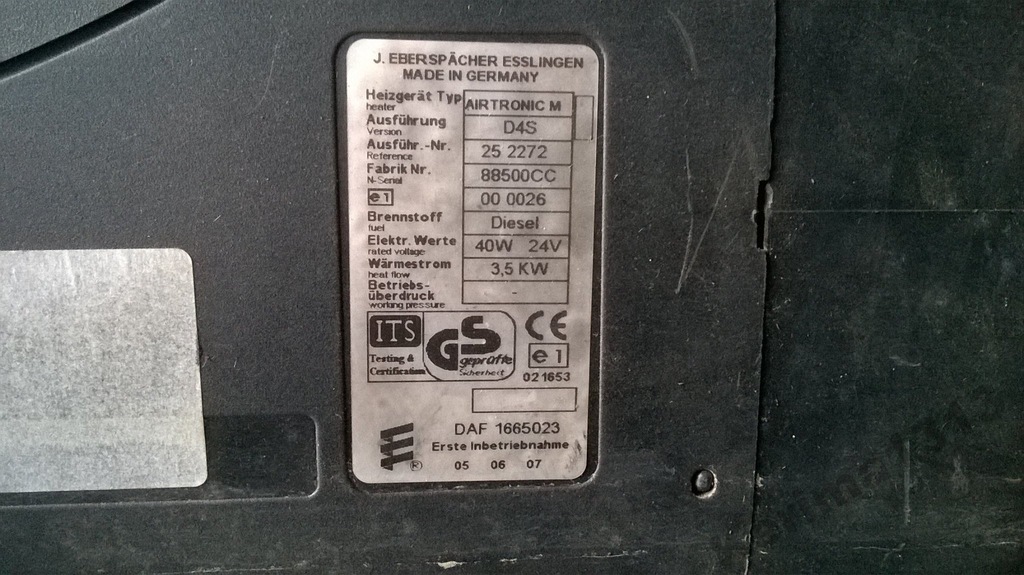 J. EBERSPÄCHER ESSLINGEN
MADE IN GERMANY
Heizgerät Typ AIRTRONIC M
heater
Ausführung D4S
Version
Ausführ.-Nr. 25 2272
Reference
Fabrik Nr. 88500CC
N-Serial
e1 00 0026
Brennstoff Diesel
fuel
Elektr. Werte 40W 24V
rated voltage
Wärmestrom 3,5 KW
heat flow
Betriebs-
überdruck -
working pressure
ITS GS CE
geprüfte
Testing & Sicherheit e1
Certification 021653
DAF 1665023
Erste Inbetriebnahme
® 05 06 07